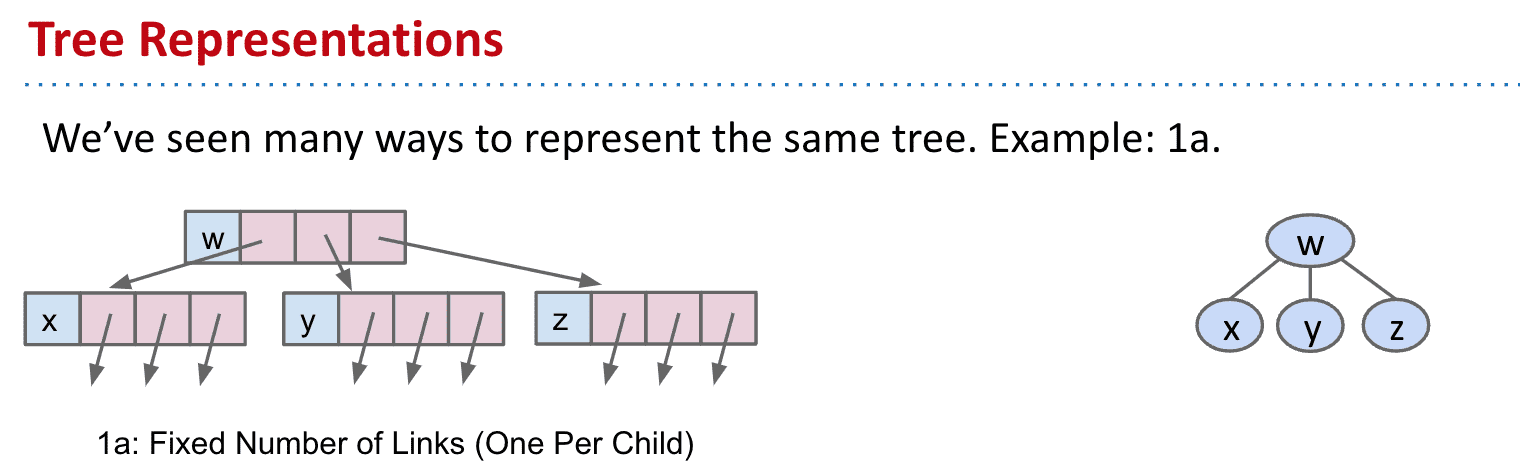 Tree Representations
We’ve seen many ways to represent the same tree. Example: 1a.
w
w
x
y
z
x
y
z
1a: Fixed Number of Links (One Per Child)